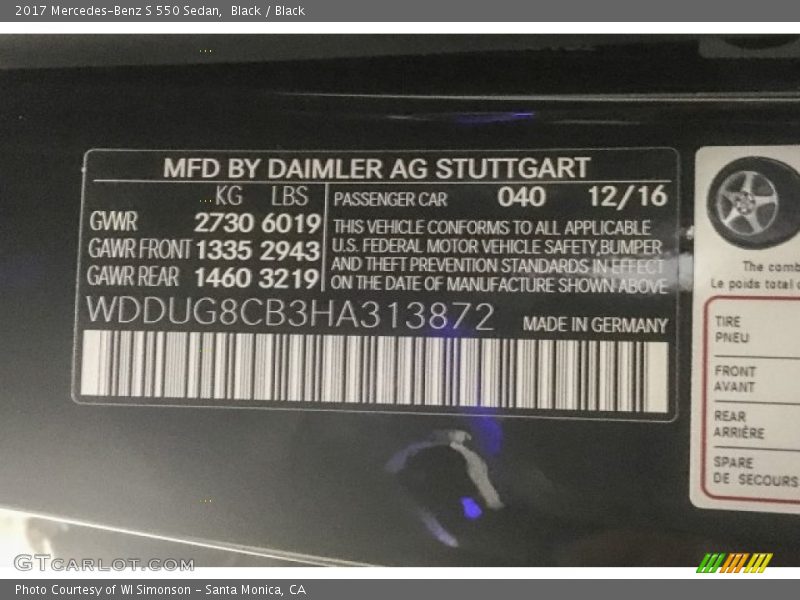 2017 Mercedes-Benz S 550 Sedan,  Black / Black
MFD BY DAIMLER AG STUTTGART
KG LBS
GWR 2730 6019
GAWR FRONT 1335 2943
GAWR REAR 1460 3219
PASSENGER CAR 040 12/16
THIS VEHICLE CONFORMS TO ALL APPLICABLE
U.S. FEDERAL MOTOR VEHICLE SAFETY,BUMPER
AND THEFT PREVENTION STANDARDS IN EFFECT
ON THE DATE OF MANUFACTURE SHOWN ABOVE
WDDUG8CB3HA313872 MADE IN GERMANY
The comb
Le poids total
TIRE
PNEU
FRONT
AVANT
REAR
ARRIÈRE
SPARE
DE SECOURS
GTcarlot.com
Photo Courtesy of WI Simonson - Santa Monica, CA